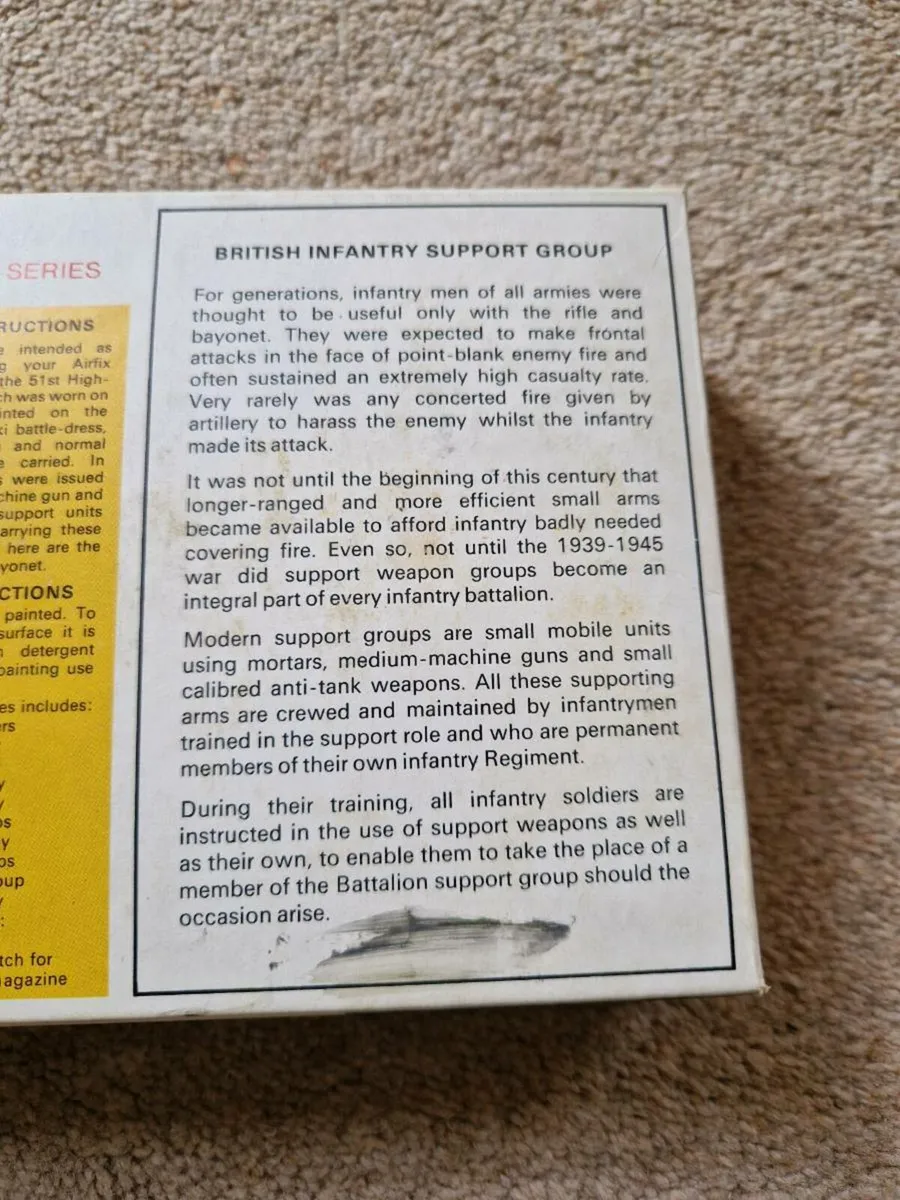 SERIES
RUCTIONS
e intended as
g your Airfix
the 51st High-
ch was worn on
inted on the
ki battle-dress,
and normal
e carried. In
s were issued
chine gun and
support units
arrying these
here are the
yonet.
CTIONS
painted. To
surface it is
detergent
painting use
es includes:
rs
y
y
ps
y
ps
oup
y
:
tch for
agazine
BRITISH INFANTRY SUPPORT GROUP
For generations, infantry men of all armies were
thought to be useful only with the rifle and
bayonet. They were expected to make frontal
attacks in the face of point-blank enemy fire and
often sustained an extremely high casualty rate.
Very rarely was any concerted fire given by
artillery to harass the enemy whilst the infantry
made its attack.
It was not until the beginning of this century that
longer-ranged and more efficient small arms
became available to afford infantry badly needed
covering fire. Even so, not until the 1939-1945
war did support weapon groups become an
integral part of every infantry battalion.
Modern support groups are small mobile units
using mortars, medium-machine guns and small
calibred anti-tank weapons. All these supporting
arms are crewed and maintained by infantrymen
trained in the support role and who are permanent
members of their own infantry Regiment.
During their training, all infantry soldiers are
instructed in the use of support weapons as well
as their own, to enable them to take the place of a
member of the Battalion support group should the
occasion arise.